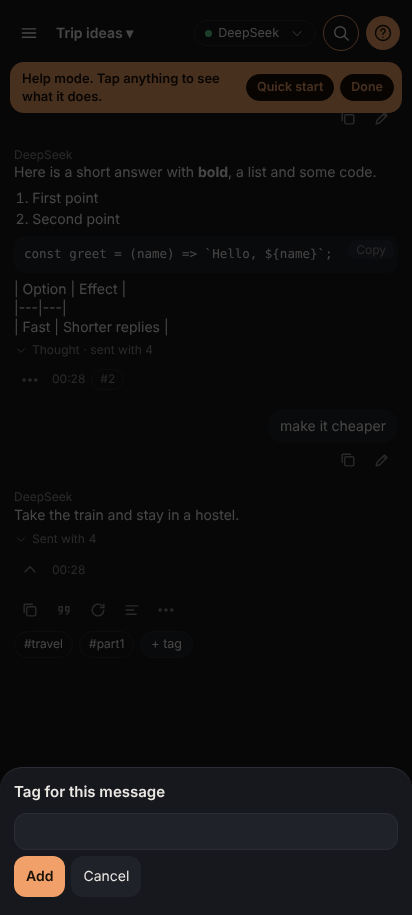 Trip ideas ▾
DeepSeek
Help mode. Tap anything to see
what it does.
Quick start
Done
DeepSeek
Here is a short answer with bold, a list and some code.
1. First point
2. Second point
const greet = (name) => `Hello, ${name}`;
Copy
| Option | Effect |
|---|---|
| Fast | Shorter replies |
Thought · sent with 4
00:28
#2
make it cheaper
DeepSeek
Take the train and stay in a hostel.
Sent with 4
00:28
#travel
#part1
+ tag
Tag for this message
Add
Cancel